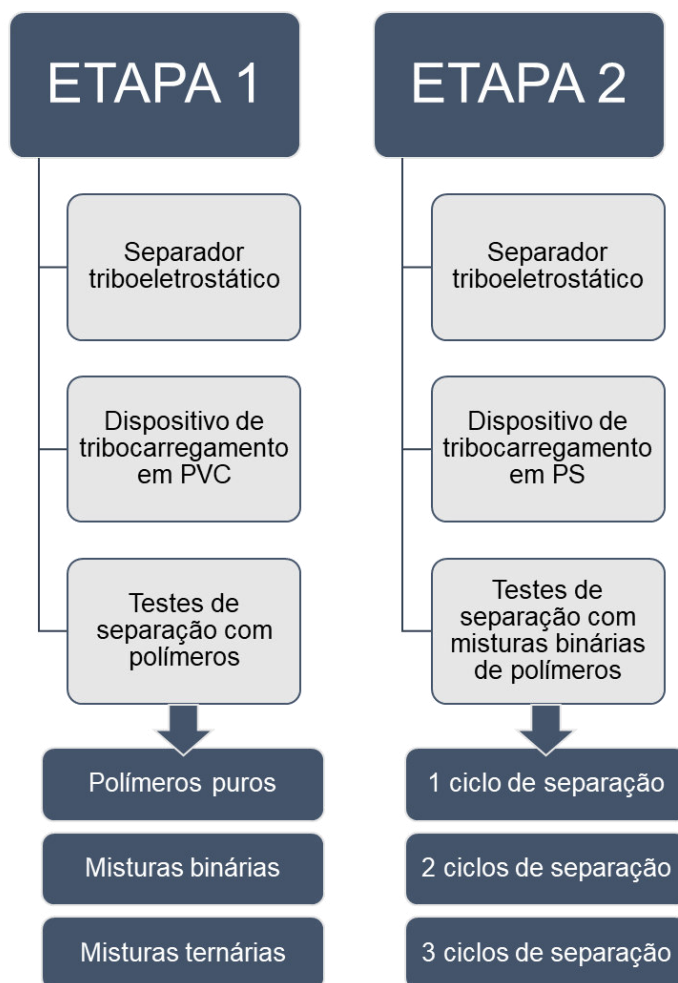 ETAPA 1
Separador
triboeletrostático
Dispositivo de
tribocarregamento
em PVC
Testes de
separação com
polímeros
Polímeros puros
Misturas binárias
Misturas ternárias
ETAPA 2
Separador
triboeletrostático
Dispositivo de
tribocarregamento
em PS
Testes de
separação com
misturas binárias
de polímeros
1 ciclo de separação
2 ciclos de separação
3 ciclos de separação